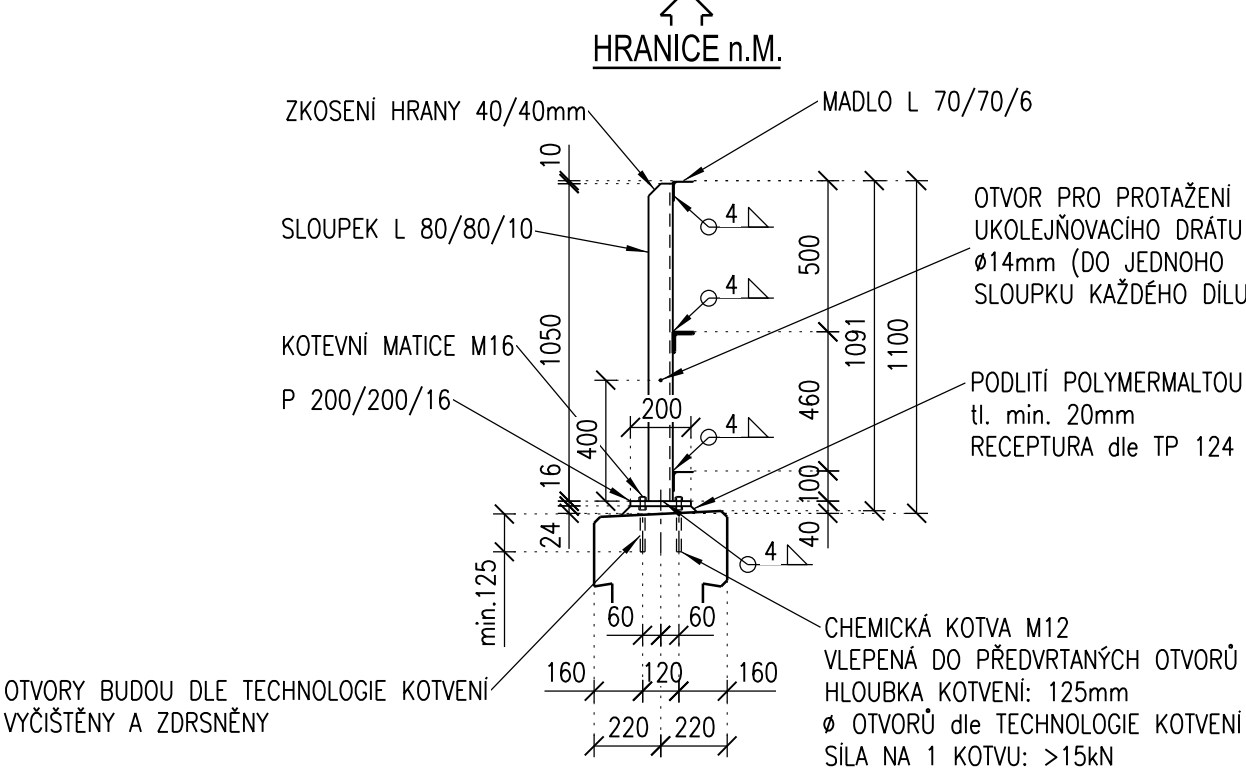 HRANICE n.M.
ZKOSENÍ HRANY 40/40mm
MADLO L 70/70/6
10
SLOUPEK L 80/80/10
4
500
OTVOR PRO PROTAŽENÍ
UKOLEJŇOVACÍHO DRÁTU
ø14mm (DO JEDNOHO
SLOUPKU KAŽDÉHO DÍLU
4
1050
1091
1100
KOTEVNÍ MATICE M16
P 200/200/16
400
200
460
4
PODLITÍ POLYMERMALTOU
tl. min. 20mm
RECEPTURA dle TP 124
16
100
24
40
4
min.125
60
60
CHEMICKÁ KOTVA M12
VLEPENÁ DO PŘEDVRTANÝCH OTVORŮ
HLOUBKA KOTVENÍ: 125mm
ø OTVORŮ dle TECHNOLOGIE KOTVENÍ
SÍLA NA 1 KOTVU: >15kN
160
120
160
OTVORY BUDOU DLE TECHNOLOGIE KOTVENÍ
VYČIŠTĚNY A ZDRSNĚNY
220
220